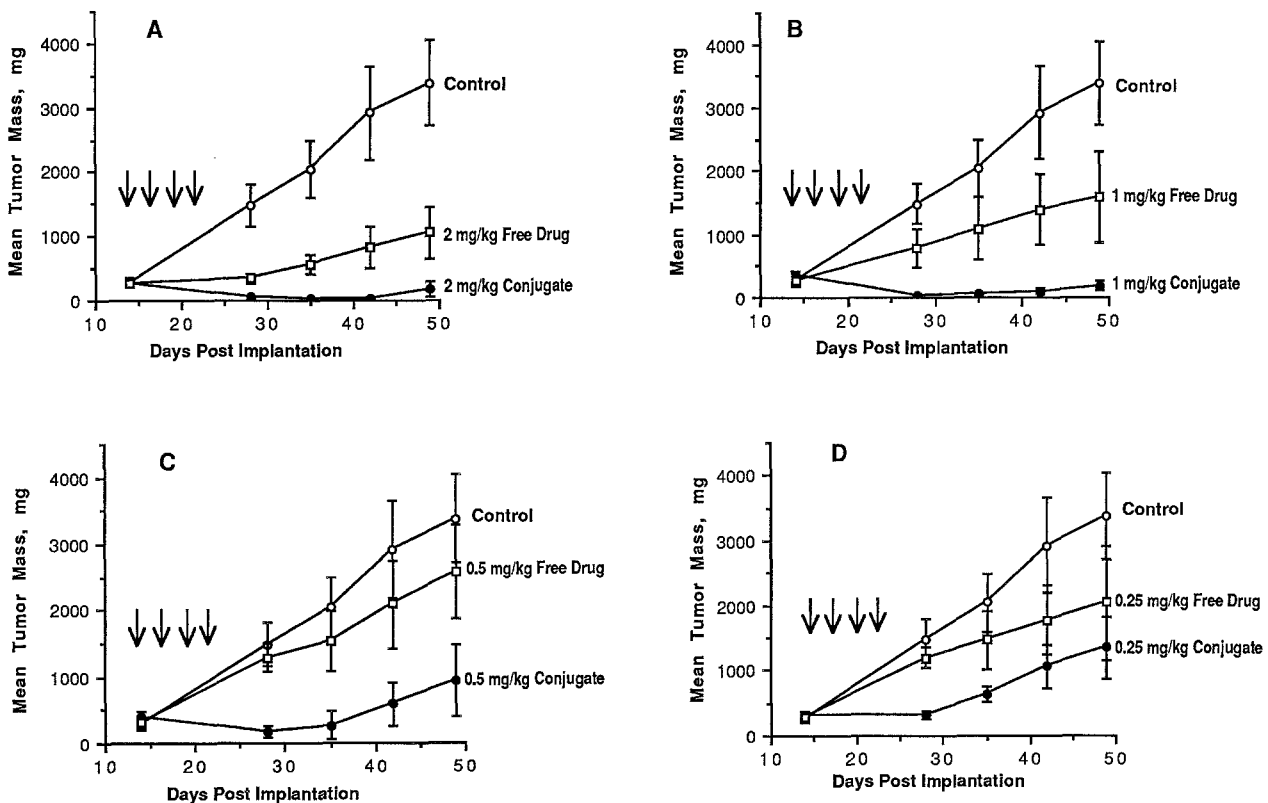 A
Mean Tumor Mass, mg
4000
3000
2000
1000
0
Control
2 mg/kg Free Drug
2 mg/kg Conjugate
10 20 30 40 50
Days Post Implantation
B
Mean Tumor Mass, mg
4000
3000
2000
1000
0
Control
1 mg/kg Free Drug
1 mg/kg Conjugate
10 20 30 40 50
Days Post Implantation
C
Mean Tumor Mass, mg
4000
3000
2000
1000
0
Control
0.5 mg/kg Free Drug
0.5 mg/kg Conjugate
10 20 30 40 50
Days Post Implantation
D
Mean Tumor Mass, mg
4000
3000
2000
1000
0
Control
0.25 mg/kg Free Drug
0.25 mg/kg Conjugate
10 20 30 40 50
Days Post Implantation